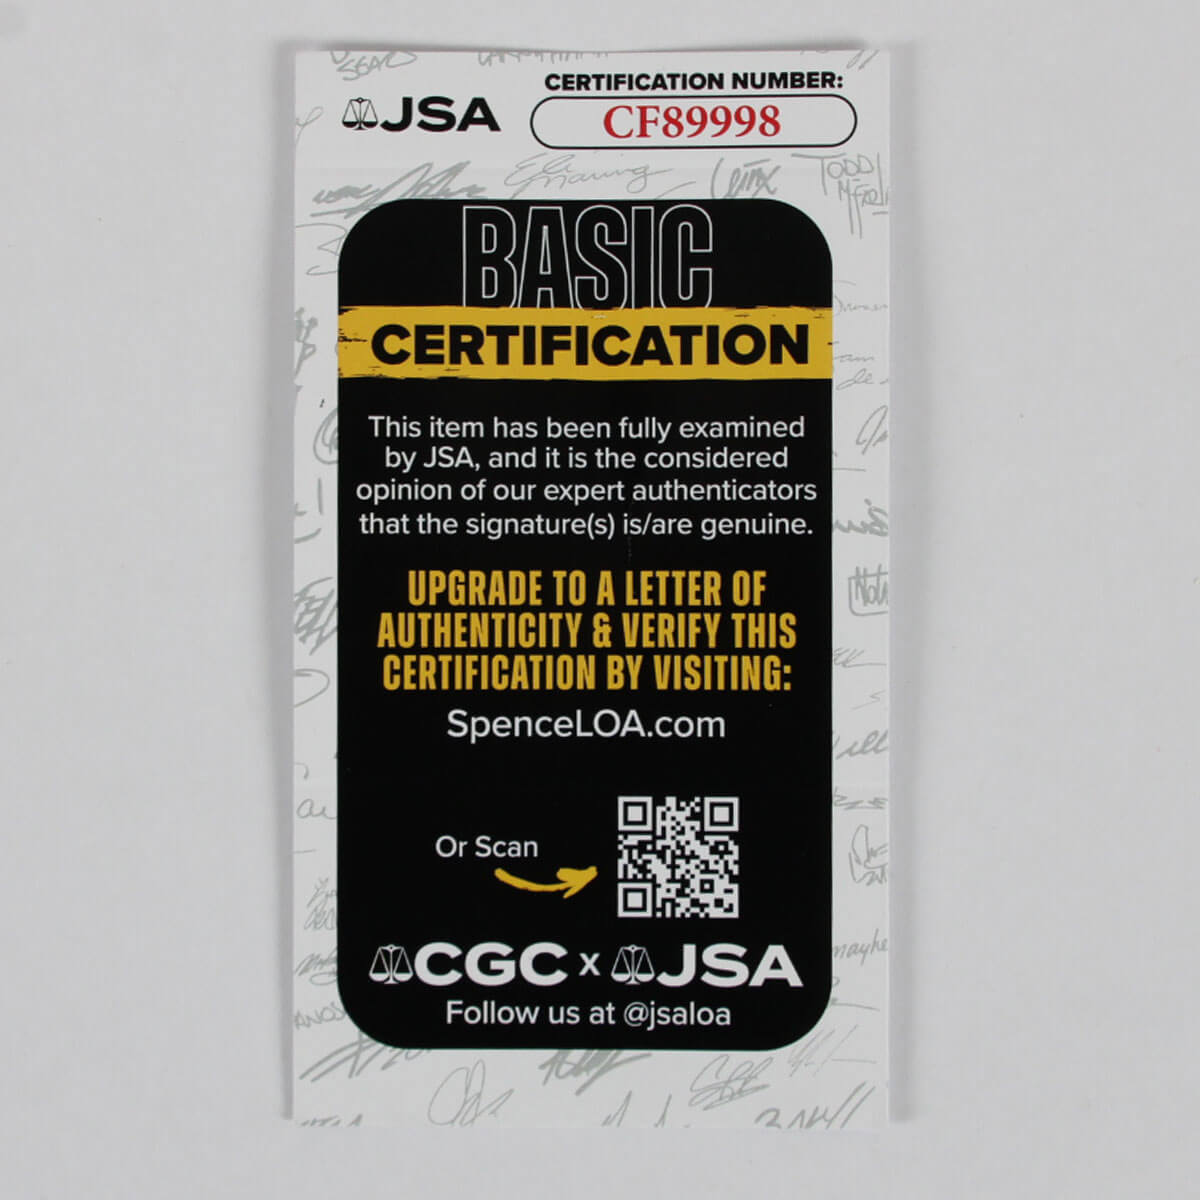 CERTIFICATION NUMBER:
JSA
CF89998
Eli Manning
BASIC
CERTIFICATION
This item has been fully examined
by JSA, and it is the considered
opinion of our expert authenticators
that the signature(s) is/are genuine.
UPGRADE TO A LETTER OF
AUTHENTICITY & VERIFY THIS
CERTIFICATION BY VISITING:
SpenceLOA.com
Or Scan
CGC x JSA
Follow us at @jsaloa